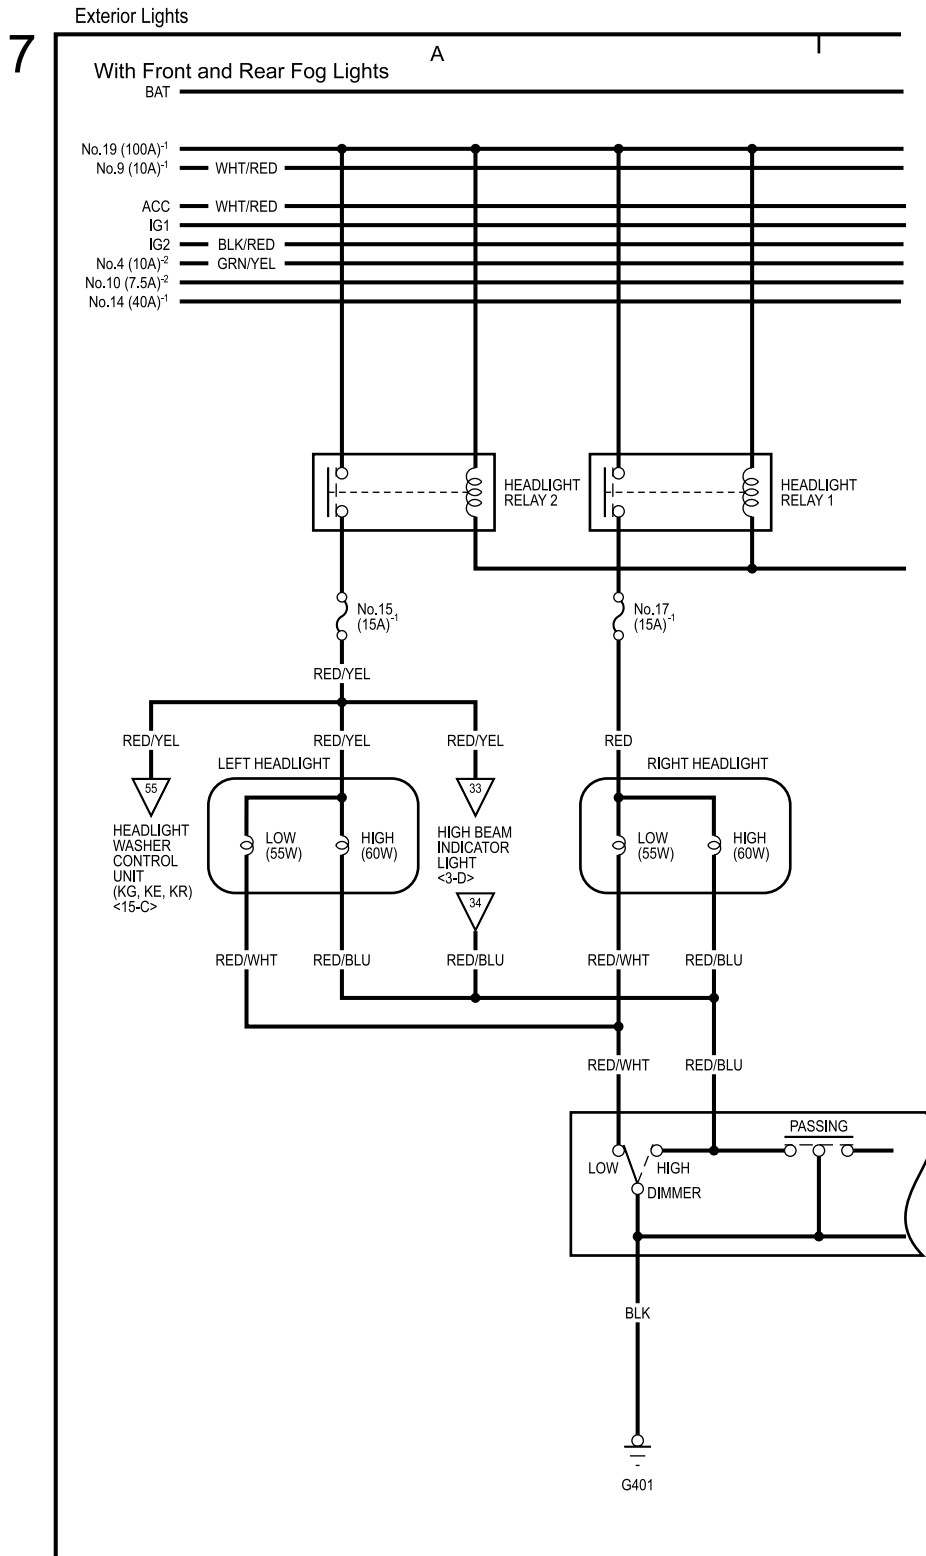 Exterior Lights
7
A
With Front and Rear Fog Lights
BAT
No.19 (100A)-1
No.9 (10A)-1 WHT/RED
ACC WHT/RED
IG1
IG2 BLK/RED
No.4 (10A)-2 GRN/YEL
No.10 (7.5A)-2
No.14 (40A)-1
HEADLIGHT
RELAY 2
HEADLIGHT
RELAY 1
No.15
(15A)-1
No.17
(15A)-1
RED/YEL
RED/YEL RED/YEL RED/YEL RED
LEFT HEADLIGHT
RIGHT HEADLIGHT
55
HEADLIGHT
WASHER
CONTROL
UNIT
(KG, KE, KR)
<15-C>
LOW
(55W)
HIGH
(60W)
33
HIGH BEAM
INDICATOR
LIGHT
<3-D>
34
LOW
(55W)
HIGH
(60W)
RED/WHT RED/BLU RED/BLU RED/WHT RED/BLU
RED/WHT RED/BLU
PASSING
LOW HIGH
DIMMER
BLK
G401